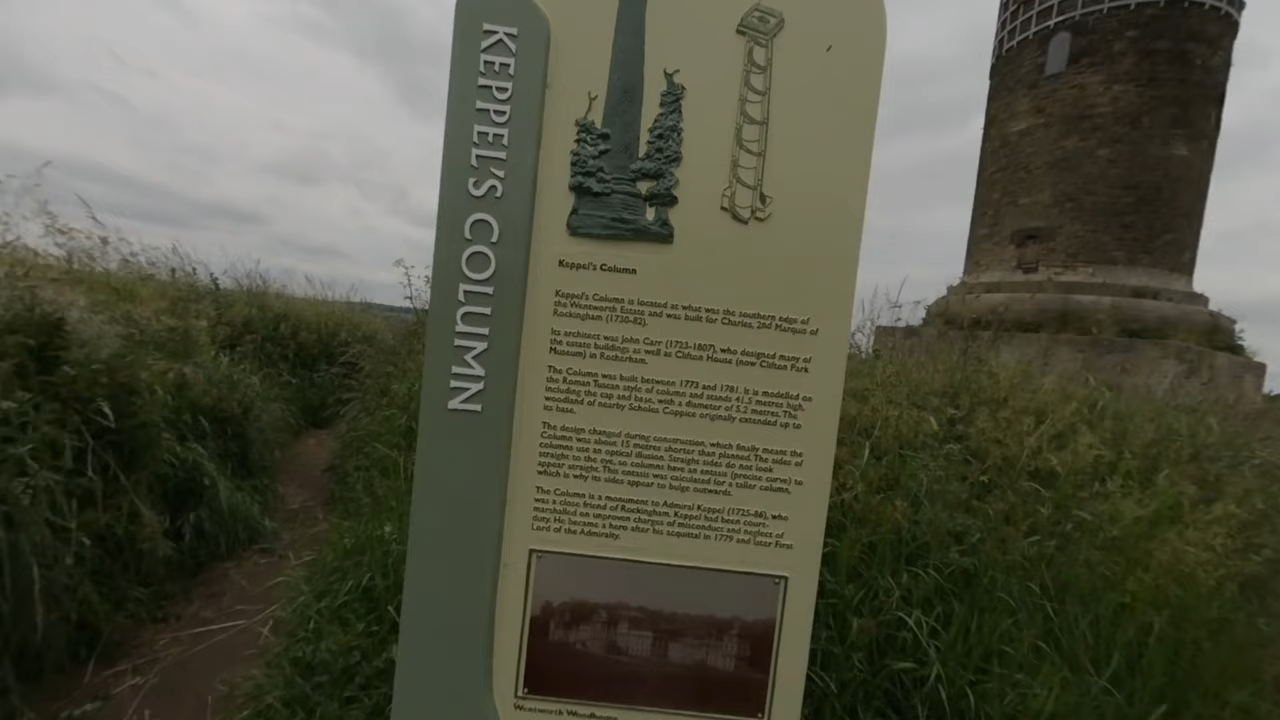 KEPPEL'S COLUMN
Keppel's Column
Keppel's Column is located at what was the southern edge of
the Wentworth Estate and was built for Charles, 2nd Marquis of
Rockingham (1730-82).
Its architect was John Carr (1723-1807), who designed many of
the estate buildings as well as Clifton House (now Clifton Park
Museum) in Rotherham.
The Column was built between 1773 and 1781. It is modelled on
the Roman Tuscan style of column and stands 41.5 metres high,
including the cap and base, with a diameter of 5.2 metres. The
woodland of nearby Scholes Coppice originally extended up to
its base.
The design changed during construction, which finally meant the
Column was about 15 metres shorter than planned. The sides of
columns use an optical illusion. Straight sides do not look
straight to the eye, so columns have an entasis (precise curve) to
appear straight. This entasis was calculated for a taller column,
which is why its sides appear to bulge outwards.
The Column is a monument to Admiral Keppel (1725-86), who
was a close friend of Rockingham. Keppel had been court-
marshalled on unproven charges of misconduct and neglect of
duty. He became a hero after his acquittal in 1779 and later First
Lord of the Admiralty.
Wentworth Woodhouse